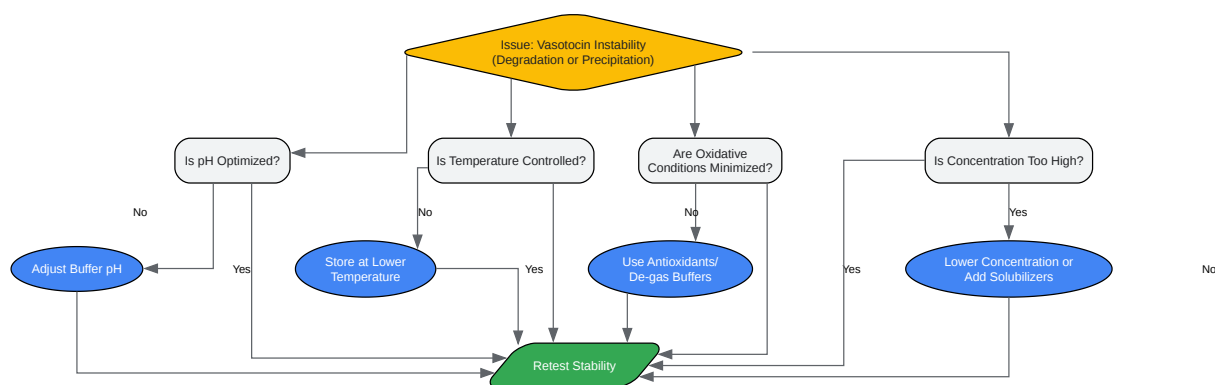 Issue: Vasotocin Instability
(Degradation or Precipitation)
Is pH Optimized?
Is Temperature Controlled?
Are Oxidative
Conditions Minimized?
Is Concentration Too High?
No
No
No
Yes
Adjust Buffer pH
Yes
Store at Lower
Temperature
Yes
Use Antioxidants/
De-gas Buffers
Yes
Lower Concentration or
Add Solubilizers
No
Retest Stability